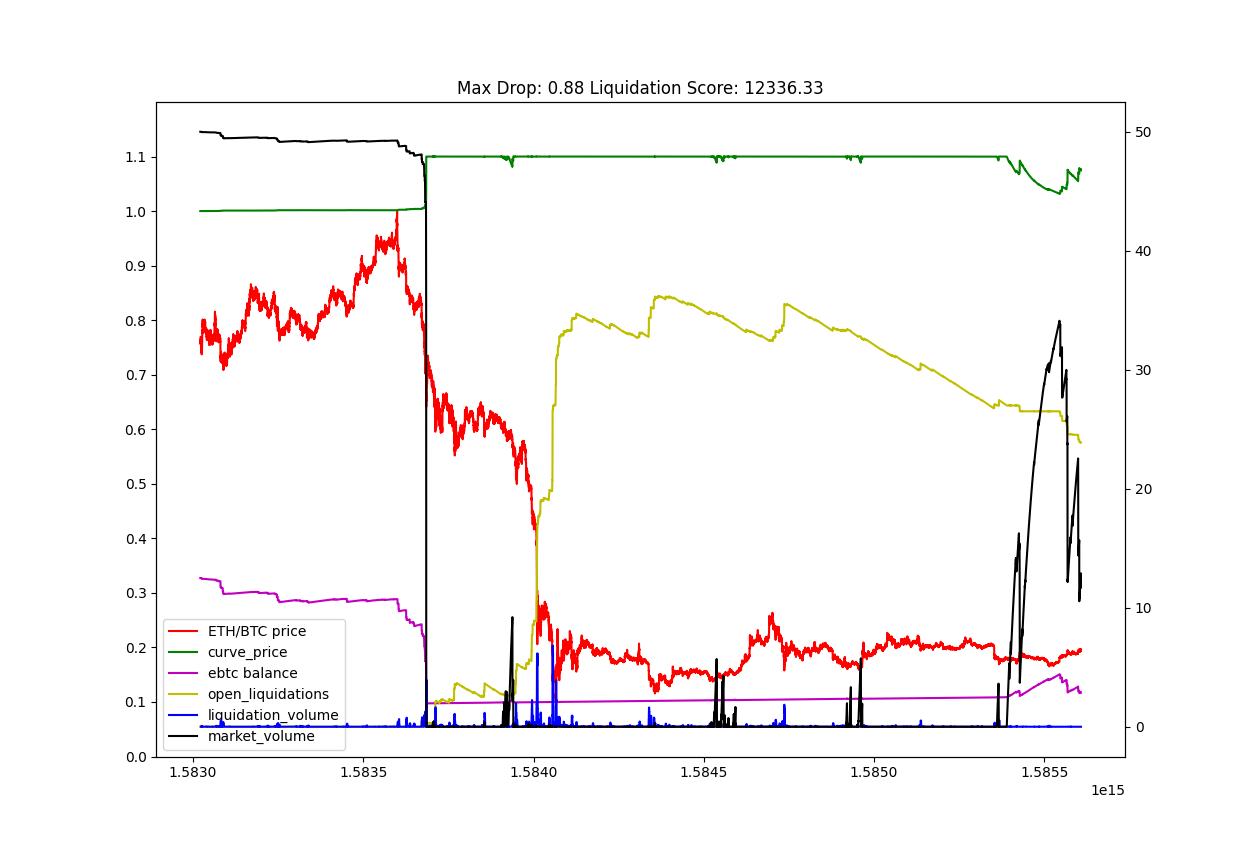 Max Drop: 0.88 Liquidation Score: 12336.33
1.1
1.0
0.9
0.8
0.7
0.6
0.5
0.4
0.3
0.2
0.1
0.0
50
40
30
20
10
0
ETH/BTC price
curve_price
ebtc balance
open_liquidations
liquidation_volume
market_volume
1.5830 1.5835 1.5840 1.5845 1.5850 1.5855
1e15